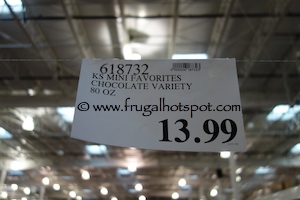 618732
KS MINI FAVORITES
CHOCOLATE VARIETY
80 OZ
© www.frugalhotspot.com
13.99